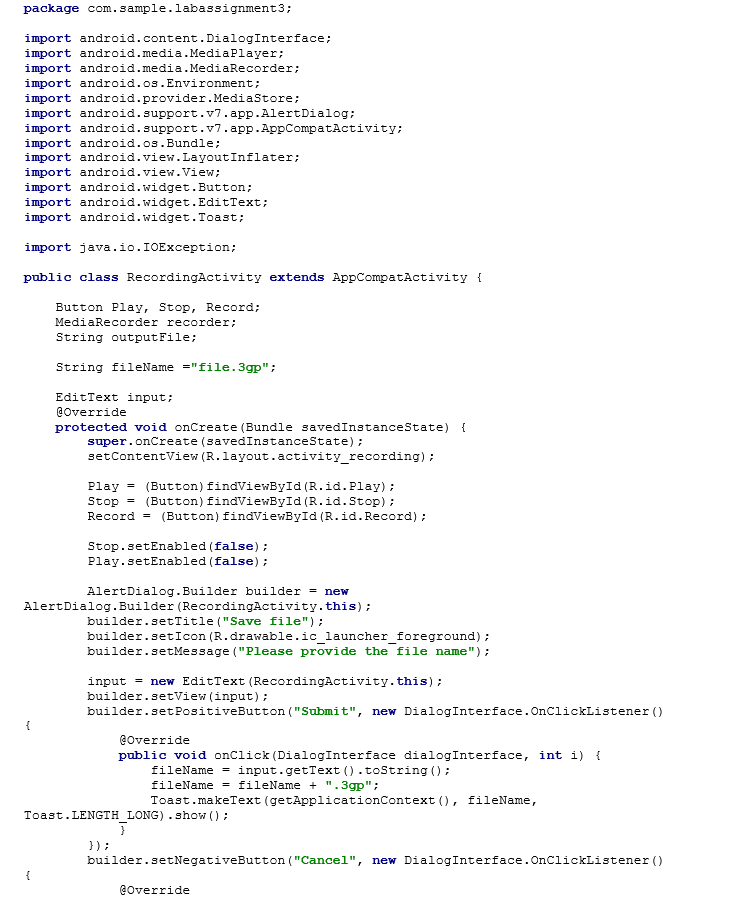 package com.sample.labassignment3;

import android.content.DialogInterface;
import android.media.MediaPlayer;
import android.media.MediaRecorder;
import android.os.Environment;
import android.provider.MediaStore;
import android.support.v7.app.AlertDialog;
import android.support.v7.app.AppCompatActivity;
import android.os.Bundle;
import android.view.LayoutInflater;
import android.view.View;
import android.widget.Button;
import android.widget.EditText;
import android.widget.Toast;

import java.io.IOException;

public class RecordingActivity extends AppCompatActivity {

    Button Play, Stop, Record;
    MediaRecorder recorder;
    String outputFile;

    String fileName ="file.3gp";

    EditText input;
    @Override
    protected void onCreate(Bundle savedInstanceState) {
        super.onCreate(savedInstanceState);
        setContentView(R.layout.activity_recording);

        Play = (Button)findViewById(R.id.Play);
        Stop = (Button)findViewById(R.id.Stop);
        Record = (Button)findViewById(R.id.Record);

        Stop.setEnabled(false);
        Play.setEnabled(false);

        AlertDialog.Builder builder = new
AlertDialog.Builder(RecordingActivity.this);
        builder.setTitle("Save file");
        builder.setIcon(R.drawable.ic_launcher_foreground);
        builder.setMessage("Please provide the file name");

        input = new EditText(RecordingActivity.this);
        builder.setView(input);
        builder.setPositiveButton("Submit", new DialogInterface.OnClickListener()
{
            @Override
            public void onClick(DialogInterface dialogInterface, int i) {
                fileName = input.getText().toString();
                fileName = fileName + ".3gp";
                Toast.makeText(getApplicationContext(), fileName,
Toast.LENGTH_LONG).show();
            }
        });
        builder.setNegativeButton("Cancel", new DialogInterface.OnClickListener()
{
            @Override